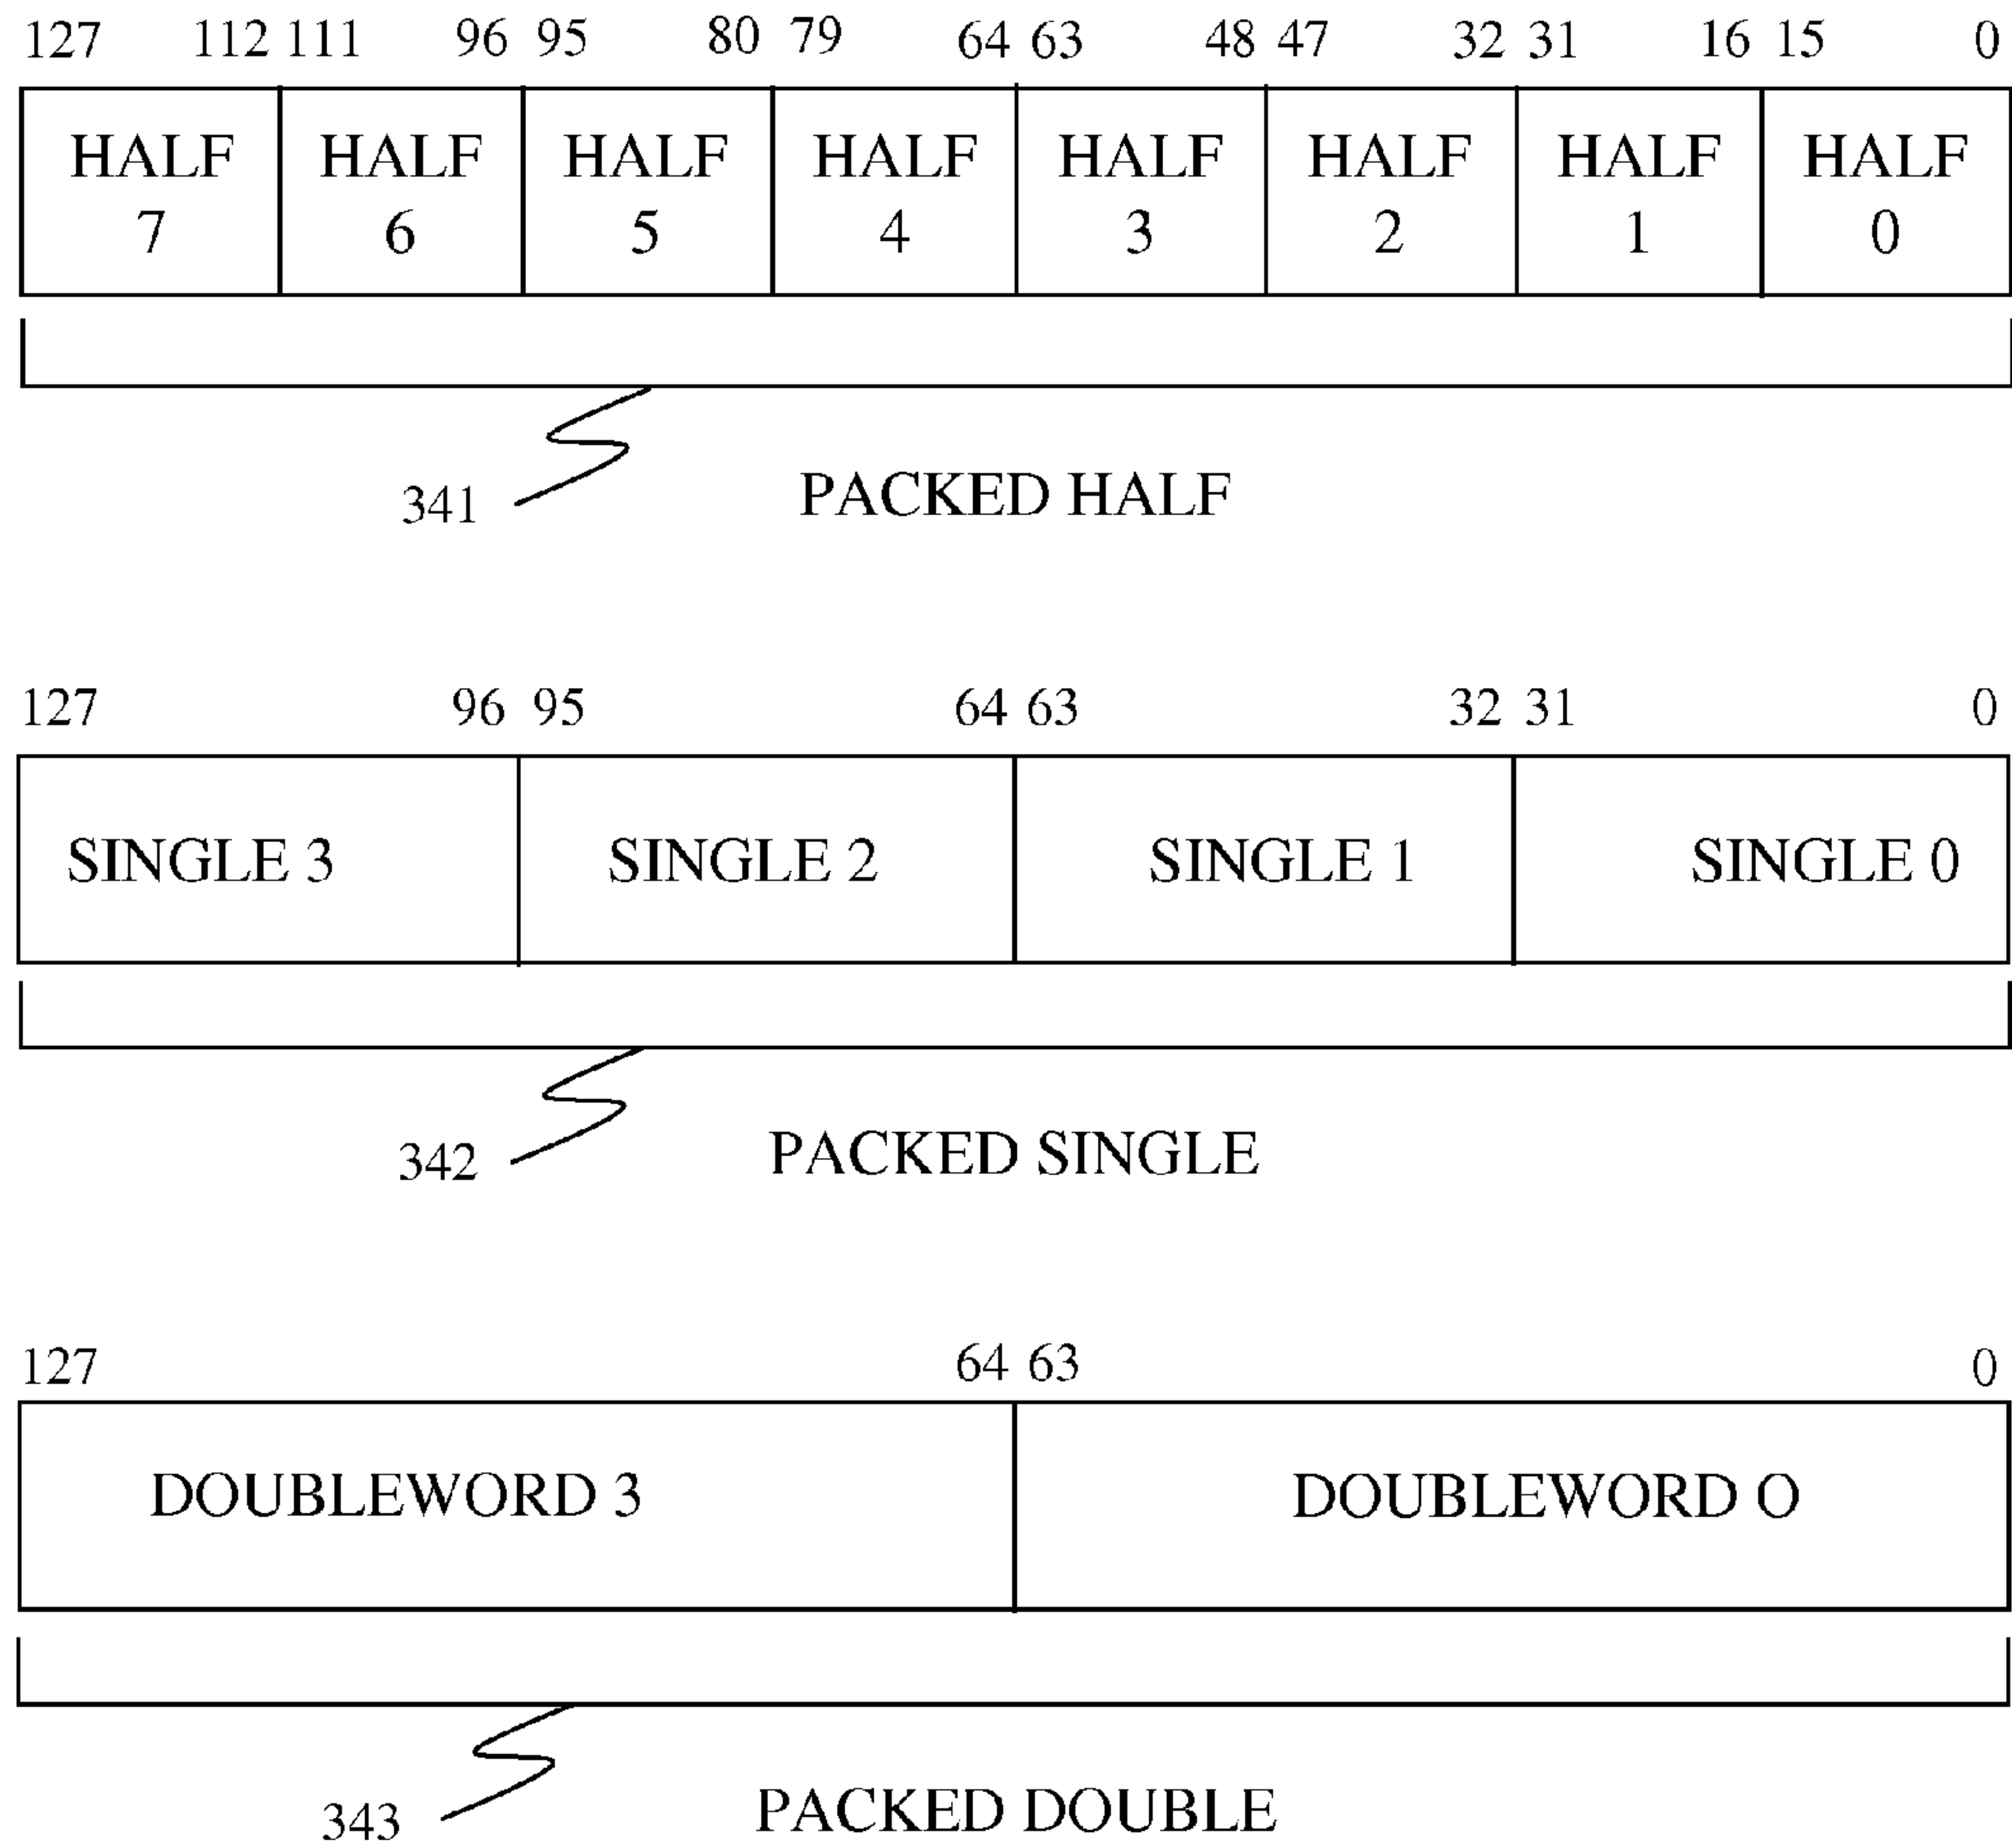 127 112 111 96 95 80 79 64 63 48 47 32 31 16 15 0
HALF HALF HALF HALF HALF HALF HALF HALF
7 6 5 4 3 2 1 0
341 PACKED HALF
127 96 95 64 63 32 31 0
SINGLE 3 SINGLE 2 SINGLE 1 SINGLE 0
342 PACKED SINGLE
127 64 63 0
DOUBLEWORD 3 DOUBLEWORD O
343 PACKED DOUBLE